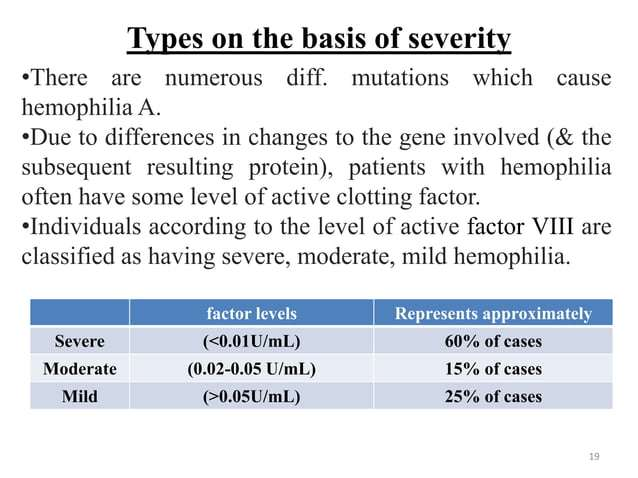 Types on the basis of severity
•There are numerous diff. mutations which cause
hemophilia A.
•Due to differences in changes to the gene involved (& the
subsequent resulting protein), patients with hemophilia
often have some level of active clotting factor.
•Individuals according to the level of active factor VIII are
classified as having severe, moderate, mild hemophilia.
factor levels Represents approximately
Severe (<0.01U/mL) 60% of cases
Moderate (0.02-0.05 U/mL) 15% of cases
Mild (>0.05U/mL) 25% of cases
19